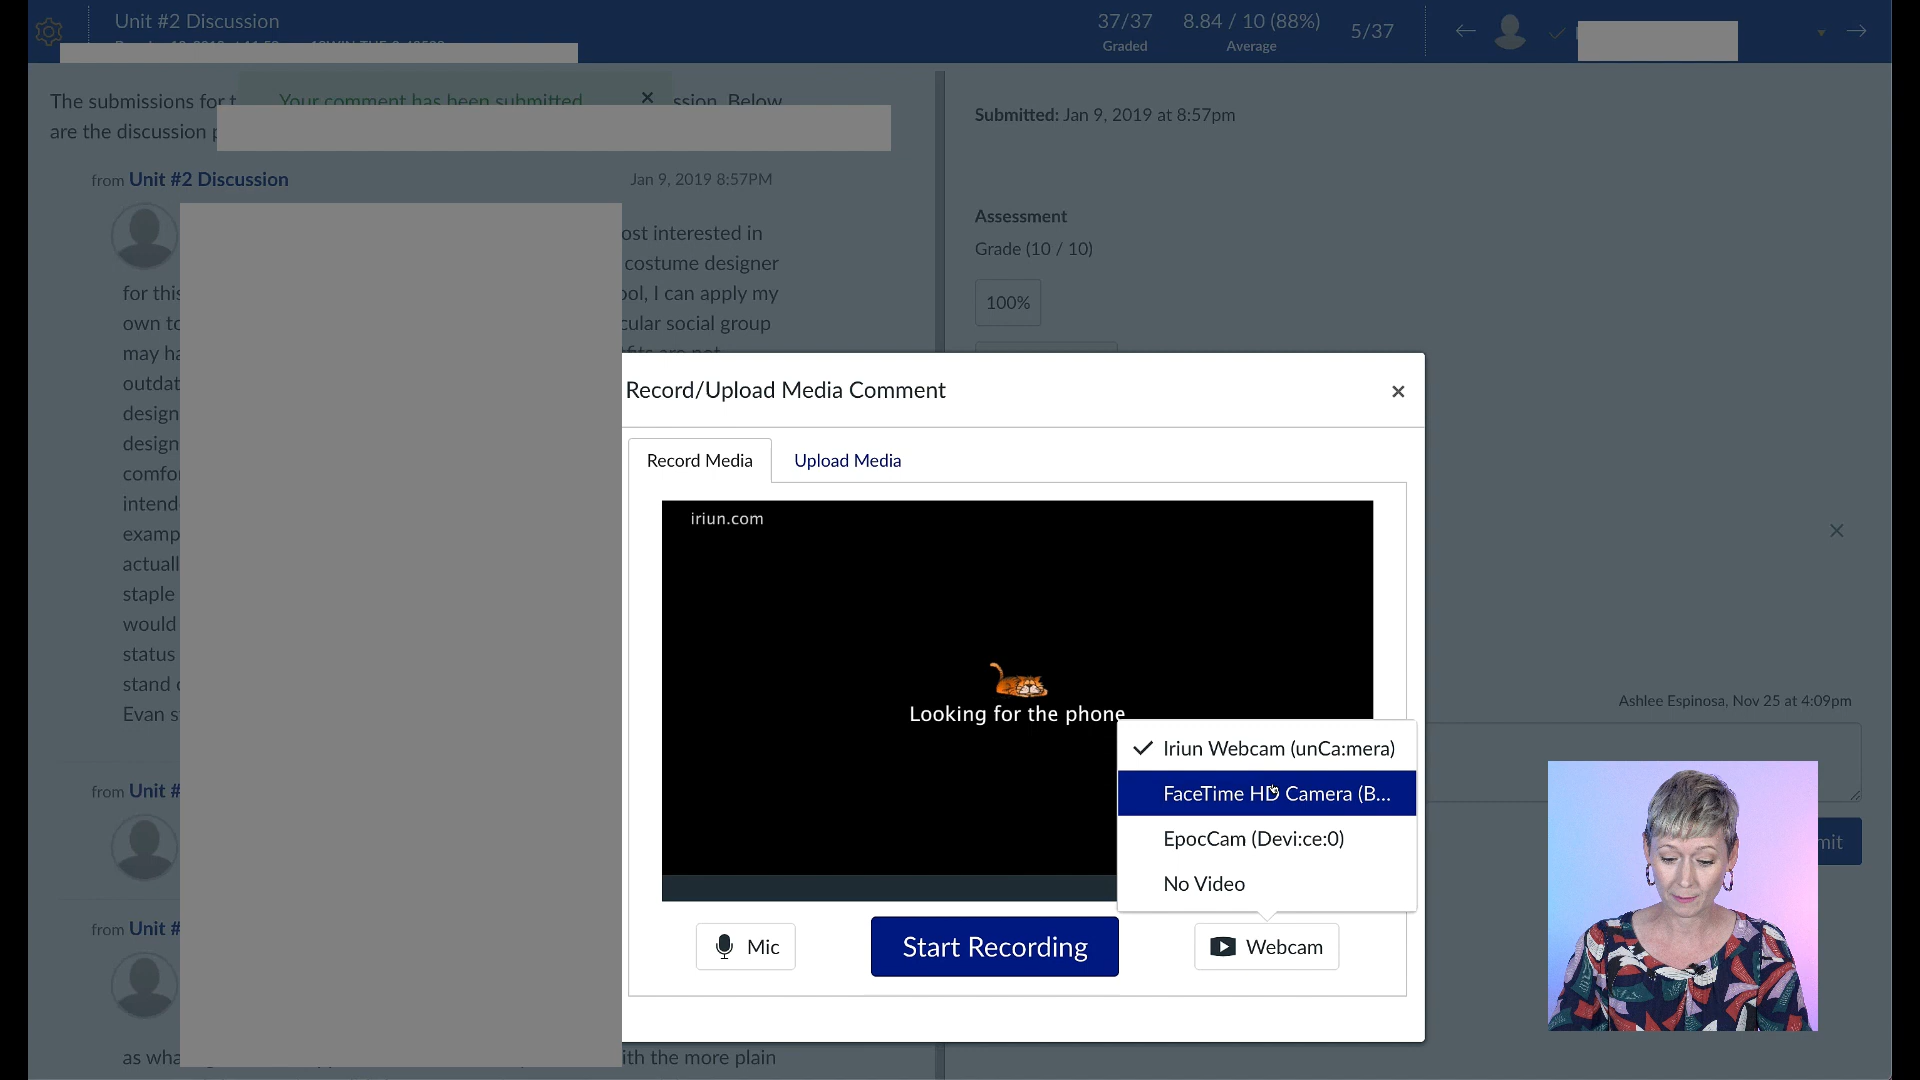 Unit #2 Discussion
37/37
Graded
8.84 / 10 (88%)
Average
5/37
The submissions for t
Your comment has been submitted
ssion. Below
are the discussion
Submitted: Jan 9, 2019 at 8:57pm
from Unit #2 Discussion
Jan 9, 2019 8:57PM
Assessment
Grade (10 / 10)
100%
ost interested in
costume designer
for this
ool, I can apply my
own to
cular social group
may ha
fits are not
outdat
design
design
comfo
intend
examp
actuall
staple
would
status
stand
Evan s
from Unit #
from Unit #
as wha
ith the more plain
Record/Upload Media Comment
Record Media
Upload Media
iriun.com
Looking for the phone
Iriun Webcam (unCa:mera)
FaceTime HD Camera (B...
EpocCam (Devi:ce:0)
No Video
Mic
Start Recording
Webcam
Ashlee Espinosa, Nov 25 at 4:09pm
mit